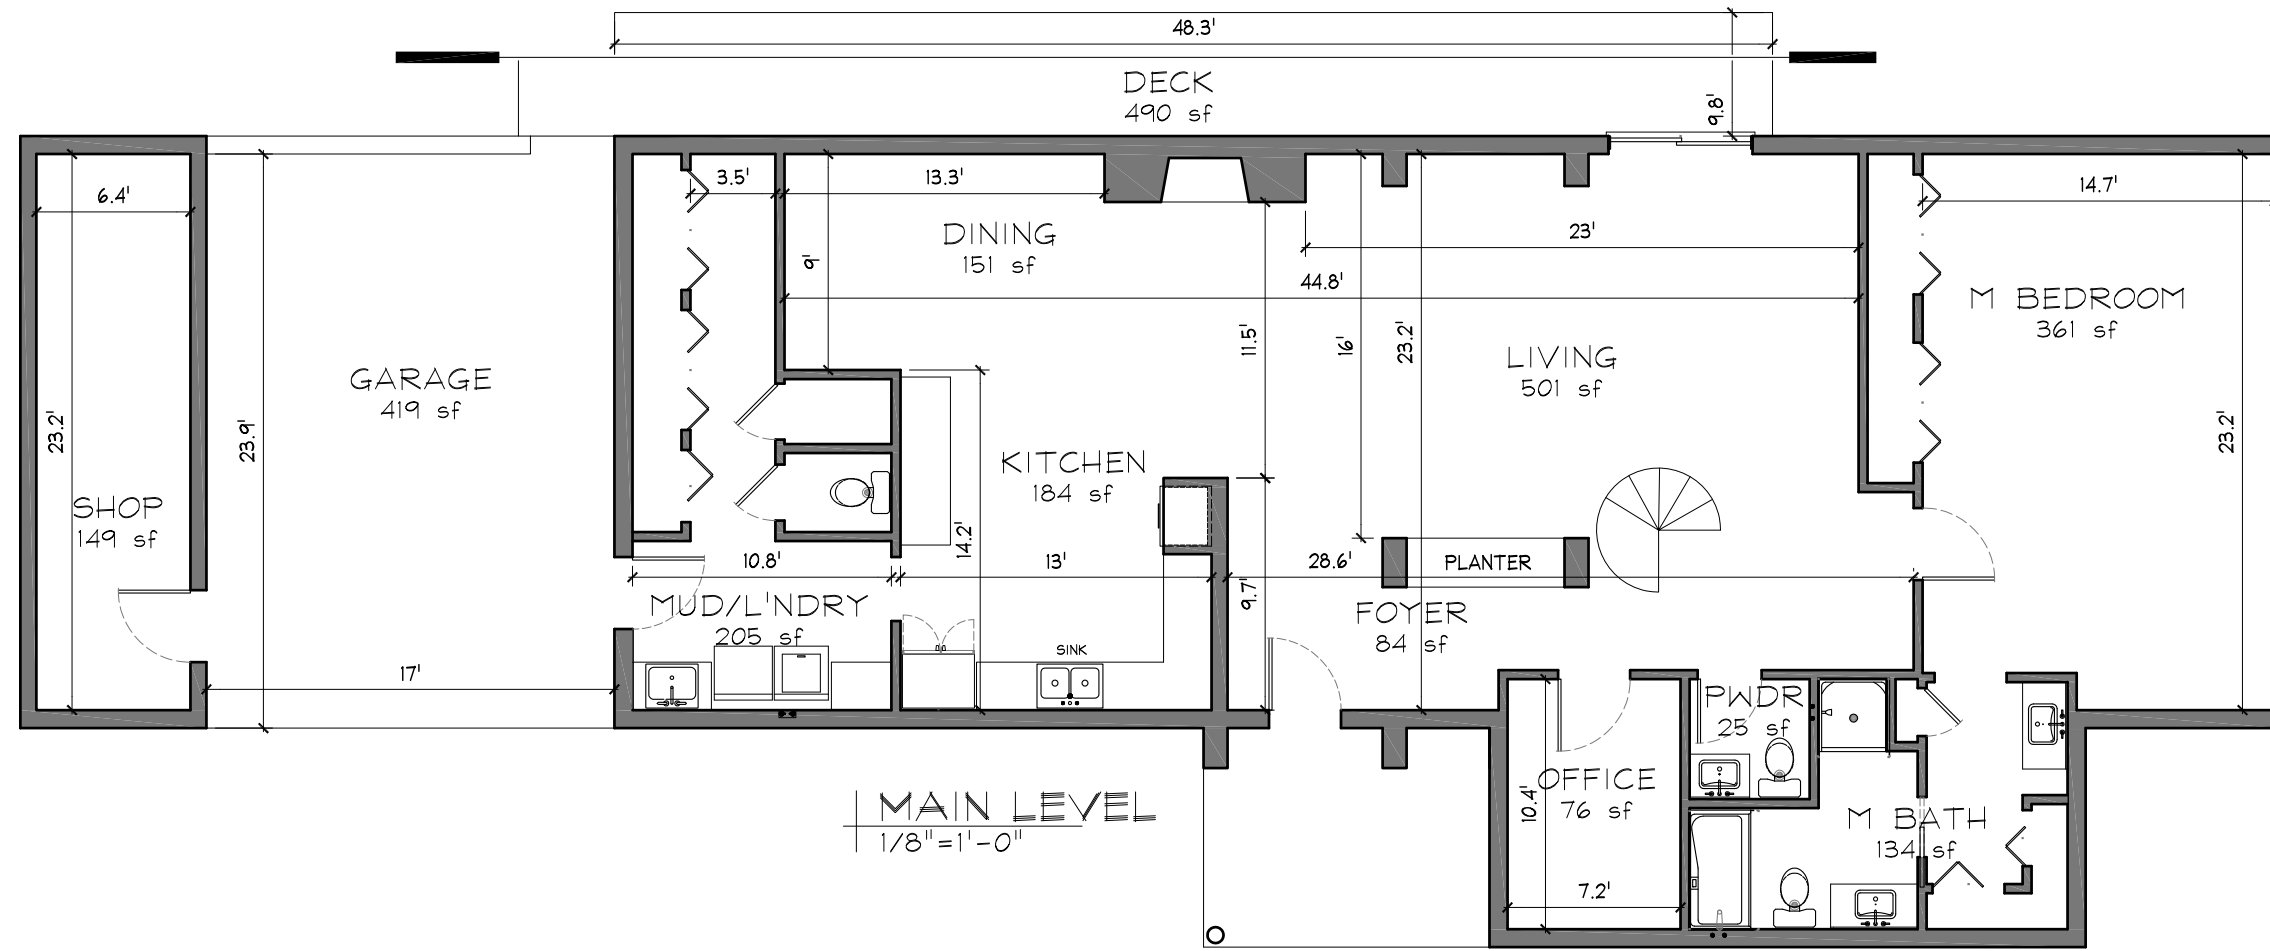 48.3'
DECK
490 sf
9.8'
6.4'
3.5'
13.3'
14.7'
DINING
151 sf
23'
9'
44.8'
M BEDROOM
361 sf
11.5'
16'
23.2'
LIVING
501 sf
GARAGE
419 sf
23.2'
23.9'
23.2'
KITCHEN
184 sf
SHOP
149 sf
14.2'
10.8'
13'
28.6'
PLANTER
9.7'
MUD/L'NDRY
205 sf
FOYER
84 sf
SINK
17'
PWDR
25 sf
OFFICE
76 sf
10.4'
MAIN LEVEL
1/8"=1'-0"
M BATH
134 sf
7.2'